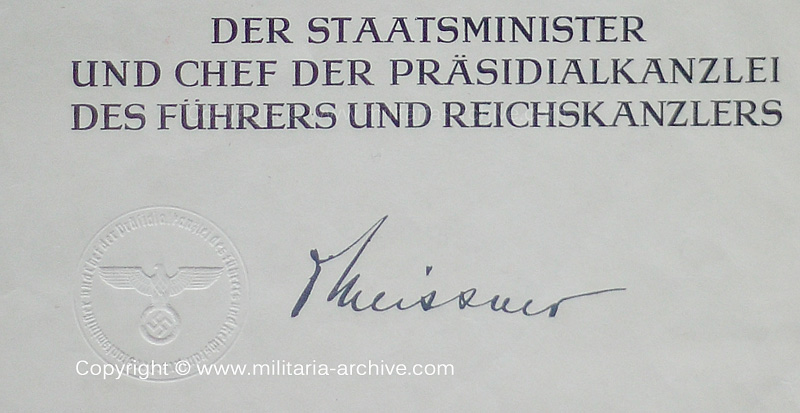 DER STAATSMINISTER
UND CHEF DER PRÄSIDIALKANZLEI
DES FÜHRERS UND REICHSKANZLERS
Meissner
Copyright © www.militaria-archive.com